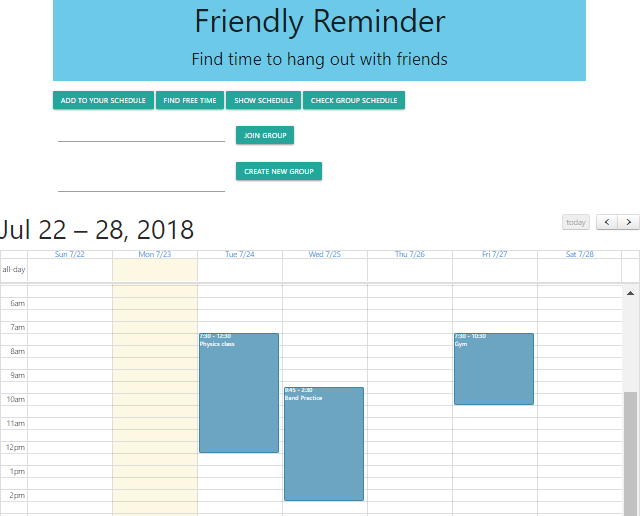 Friendly Reminder
Find time to hang out with friends
ADD TO YOUR SCHEDULE FIND FREE TIME SHOW SCHEDULE CHECK GROUP SCHEDULE
JOIN GROUP
CREATE NEW GROUP
Jul 22 – 28, 2018
today
Sun 7/22 Mon 7/23 Tue 7/24 Wed 7/25 Thu 7/26 Fri 7/27 Sat 7/28
all-day
6am
7am
7:30 - 12:30
Physics class
7:30 - 10:30
Gym
8am
9am
9:45 - 2:30
Band Practice
10am
11am
12pm
1pm
2pm